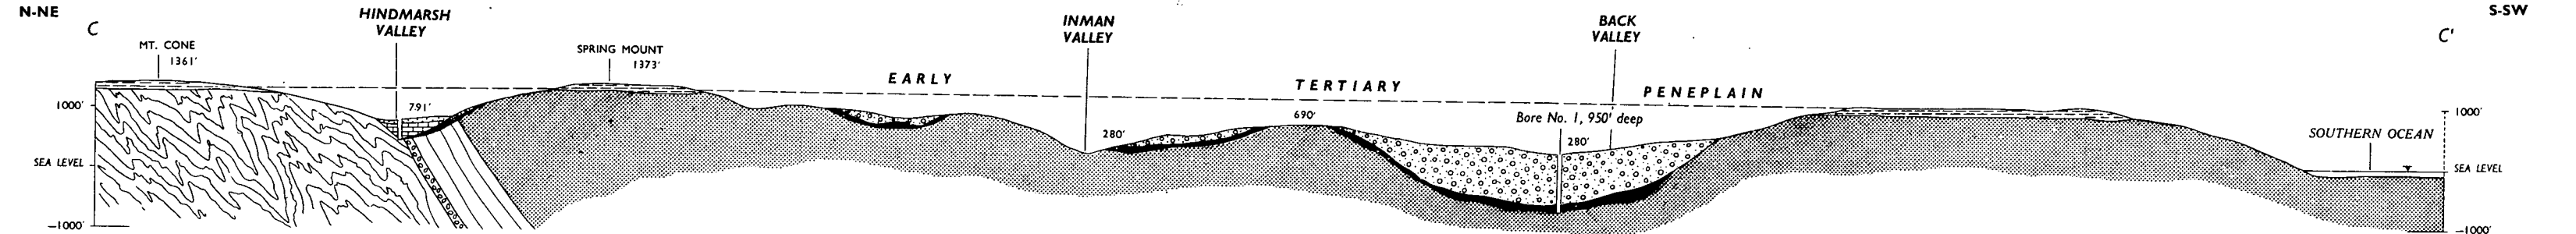 N-NE
S-SW
C
C'
HINDMARSH
VALLEY
INMAN
VALLEY
BACK
VALLEY
MT. CONE
1361'
SPRING MOUNT
1373'
EARLY
TERTIARY
PENEPLAIN
1000'
791'
280'
690'
Bore No. 1, 950' deep
280'
1000'
SOUTHERN OCEAN
SEA LEVEL
SEA LEVEL
—1000'
—1000'